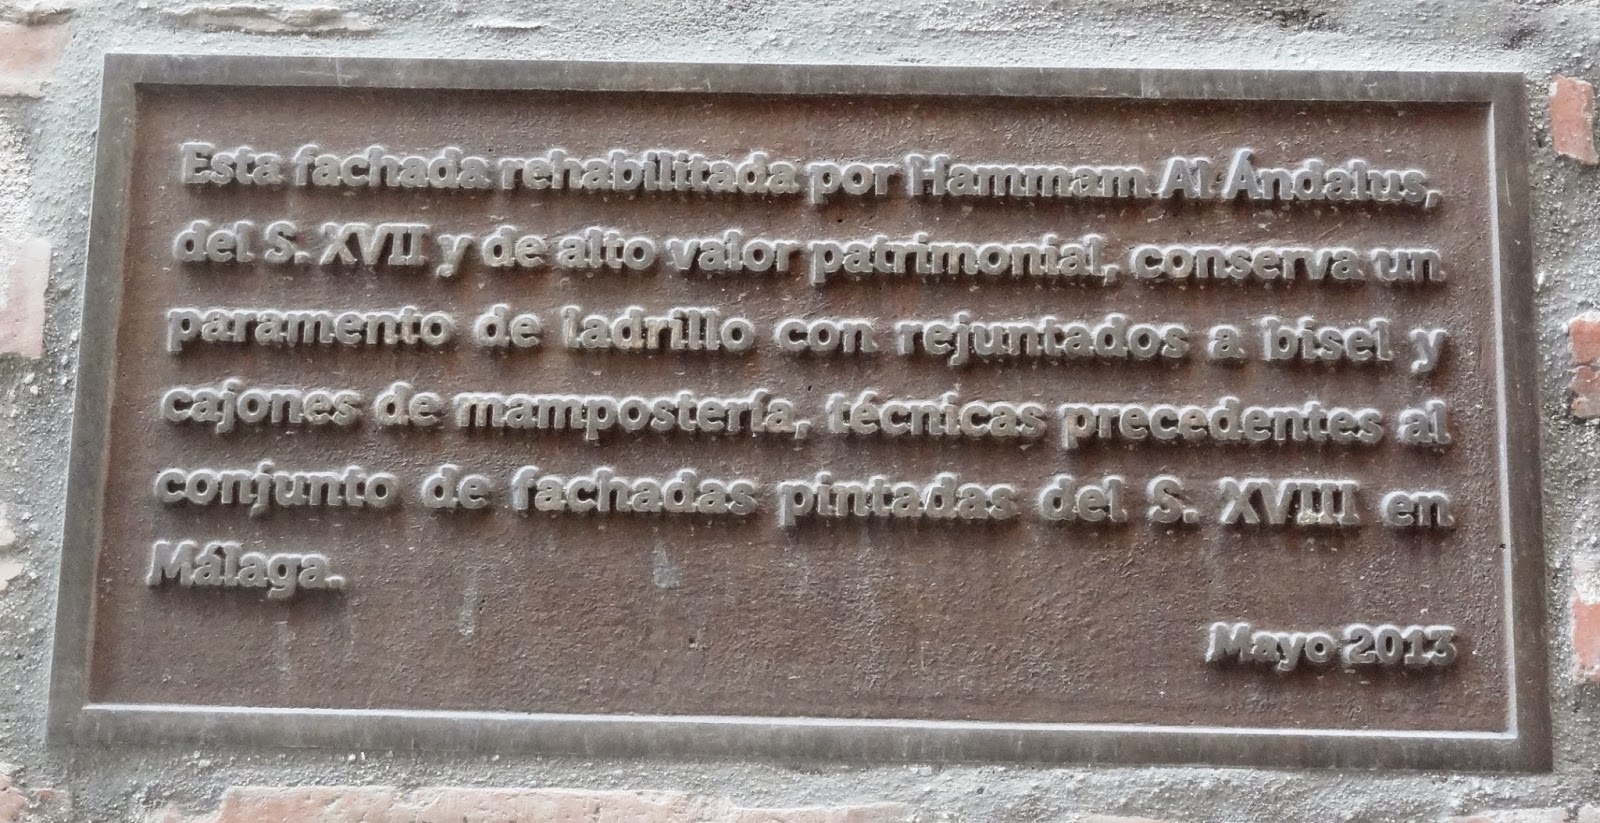 Esta fachada rehabilitada por Hammam Al Ándalus,
del S. XVII y de alto valor patrimonial, conserva un
paramento de ladrillo con rejuntados a bisel y
cajones de mampostería, técnicas precedentes al
conjunto de fachadas pintadas del S. XVIII en
Málaga.
Mayo 2013